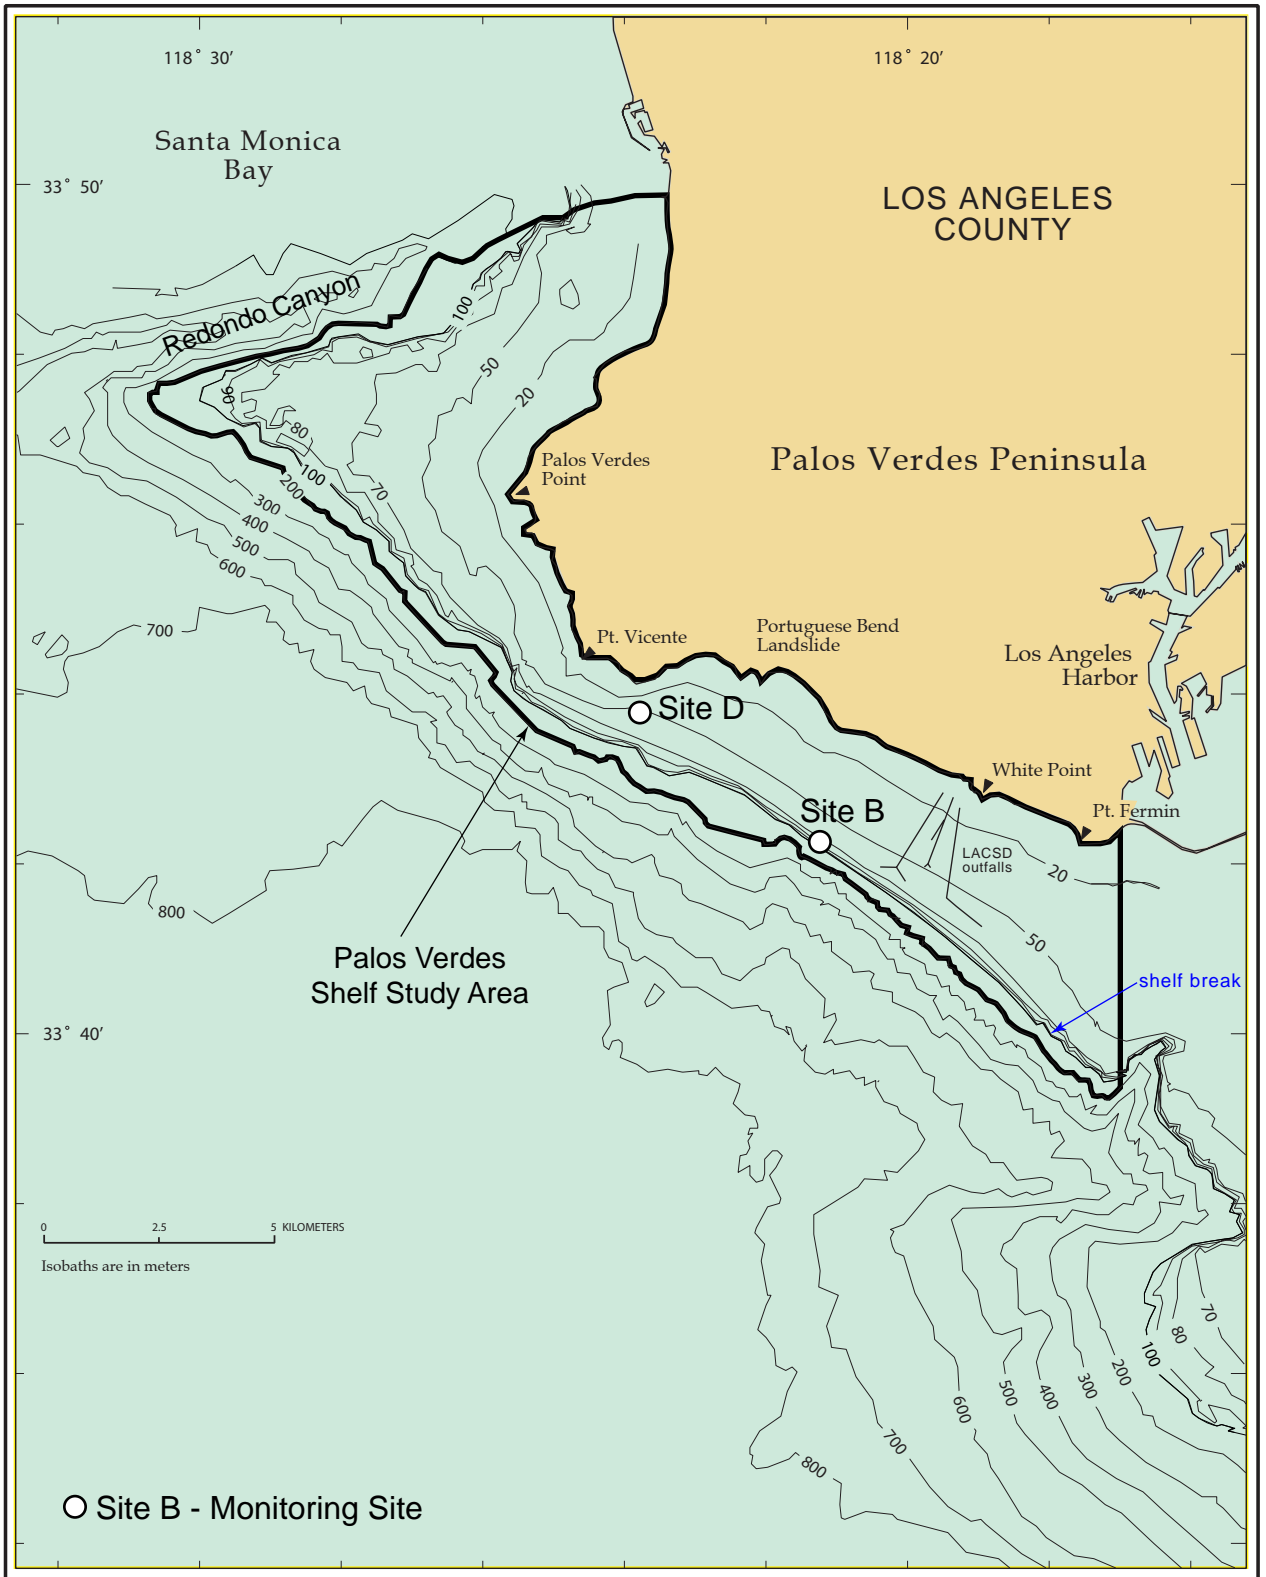 118° 30′
118° 20′
Santa Monica
Bay
33° 50′
LOS ANGELES
COUNTY
Redondo Canyon
100
50
20
90
80
Palos Verdes
Point
Palos Verdes Peninsula
100
200
70
300
400
500
600
700
Pt. Vicente
Portuguese Bend
Landslide
Los Angeles
Harbor
Site D
White Point
Site B
Pt. Fermin
LACSD
outfalls
20
800
50
Palos Verdes
Shelf Study Area
shelf break
33° 40′
0 2.5 5 KILOMETERS
Isobaths are in meters
70
80
100
200
300
400
500
600
700
800
Site B - Monitoring Site